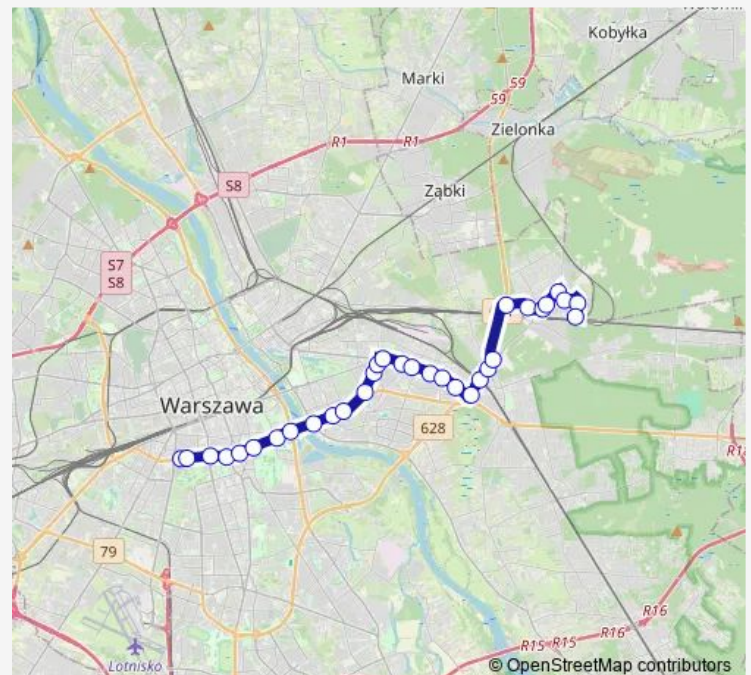 Kobyłka
Marki
S9
S9
Zielonka
R1
R1
S8
Ząbki
S7
S8
Warszawa
628
R1
79
R16
R16
R15
R15
Lotnisko
© OpenStreetMap contributors